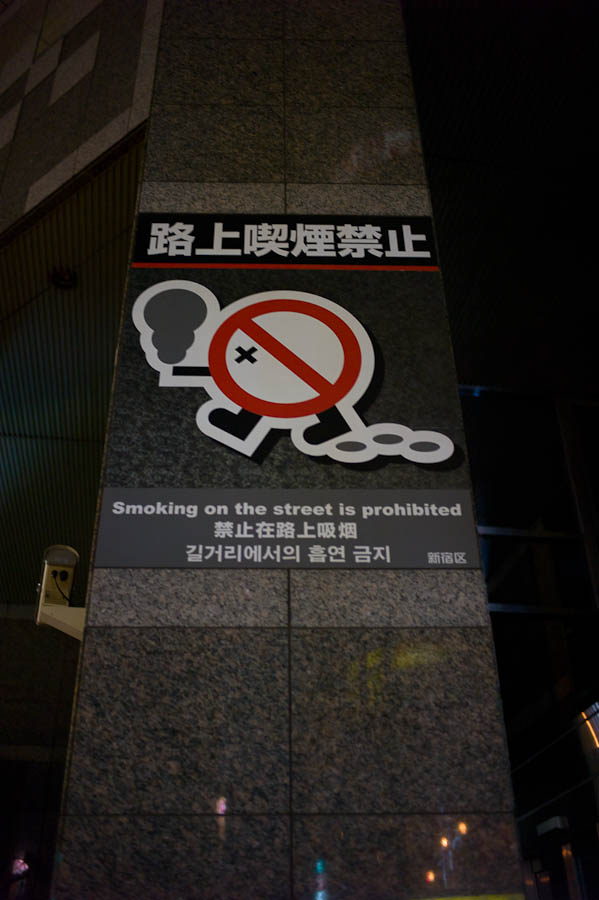 路上喫煙禁止
Smoking on the street is prohibited
禁止在路上吸烟
길거리에서의 흡연 금지
新宿区